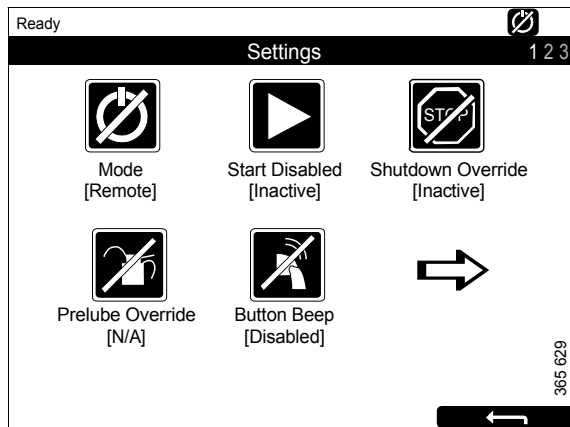 Ready
Settings
1 2 3
STOP
Mode
[Remote]
Start Disabled
[Inactive]
Shutdown Override
[Inactive]
Prelube Override
[N/A]
Button Beep
[Disabled]
365 629